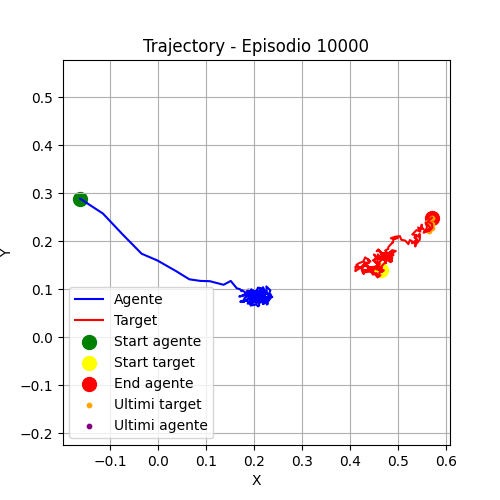 Trajectory - Episodio 10000
Y
0.5
0.4
0.3
0.2
0.1
0.0
−0.1
−0.2
Agente
Target
Start agente
Start target
End agente
Ultimi target
Ultimi agente
−0.1 0.0 0.1 0.2 0.3 0.4 0.5 0.6
X